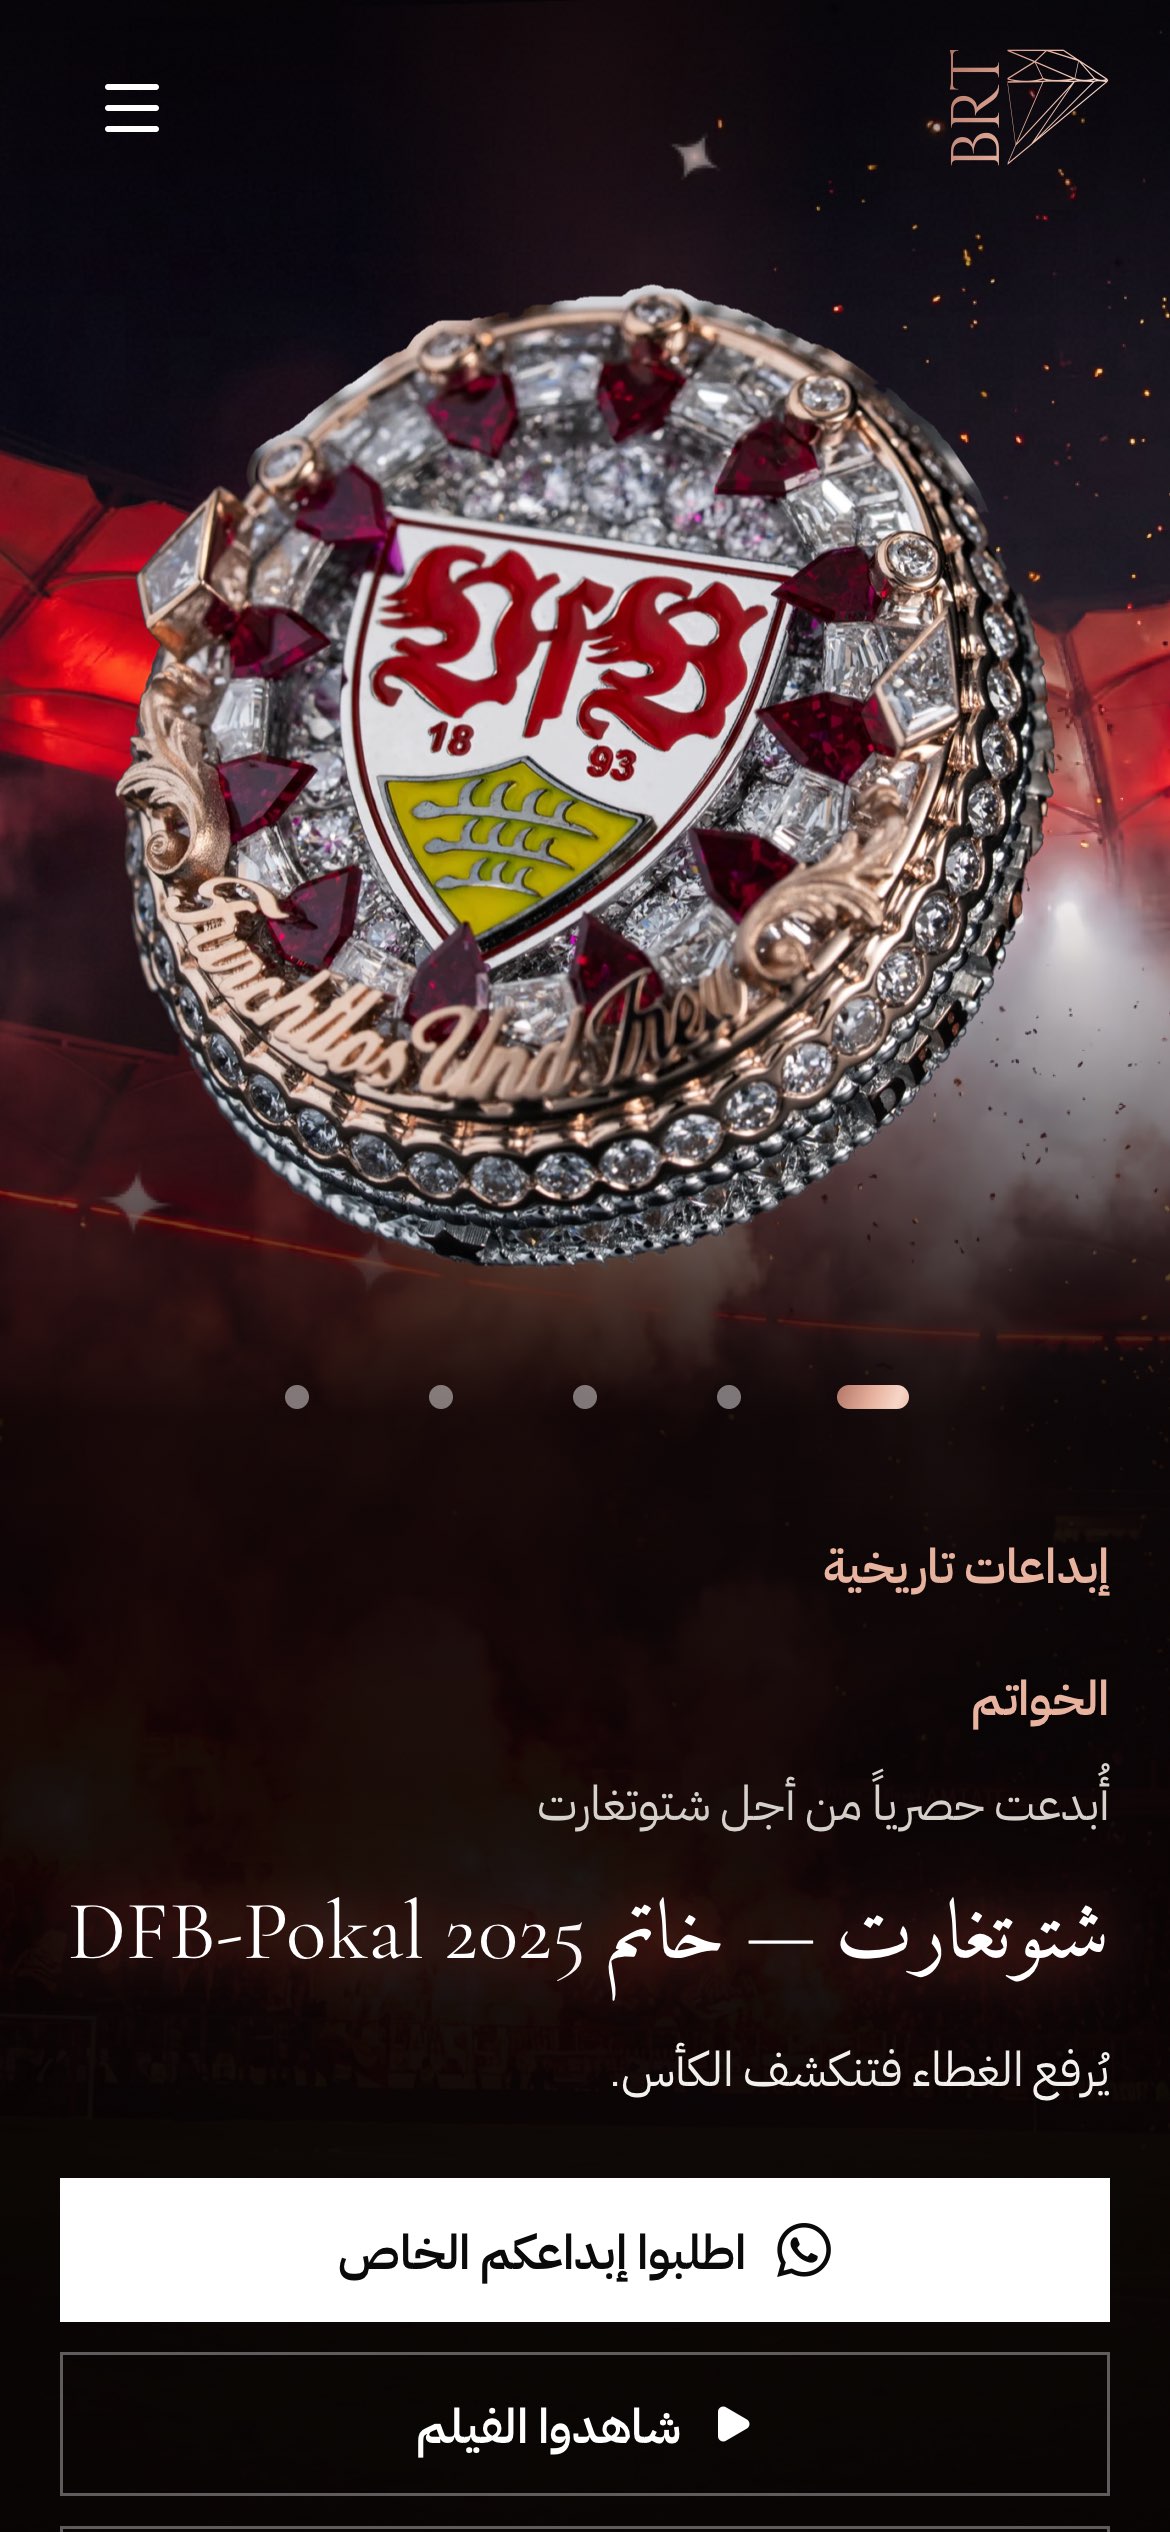 BRT
VfB
18 93
Furchtlos Und Treu
DFB
إبداعات تاريخية
الخواتم
أُبدعت حصرياً من أجل شتوتغارت
شتوتغارت — خاتم DFB-Pokal 2025
يُرفع الغطاء فتنكشف الكأس.
اطلبوا إبداعكم الخاص
شاهدوا الفيلم